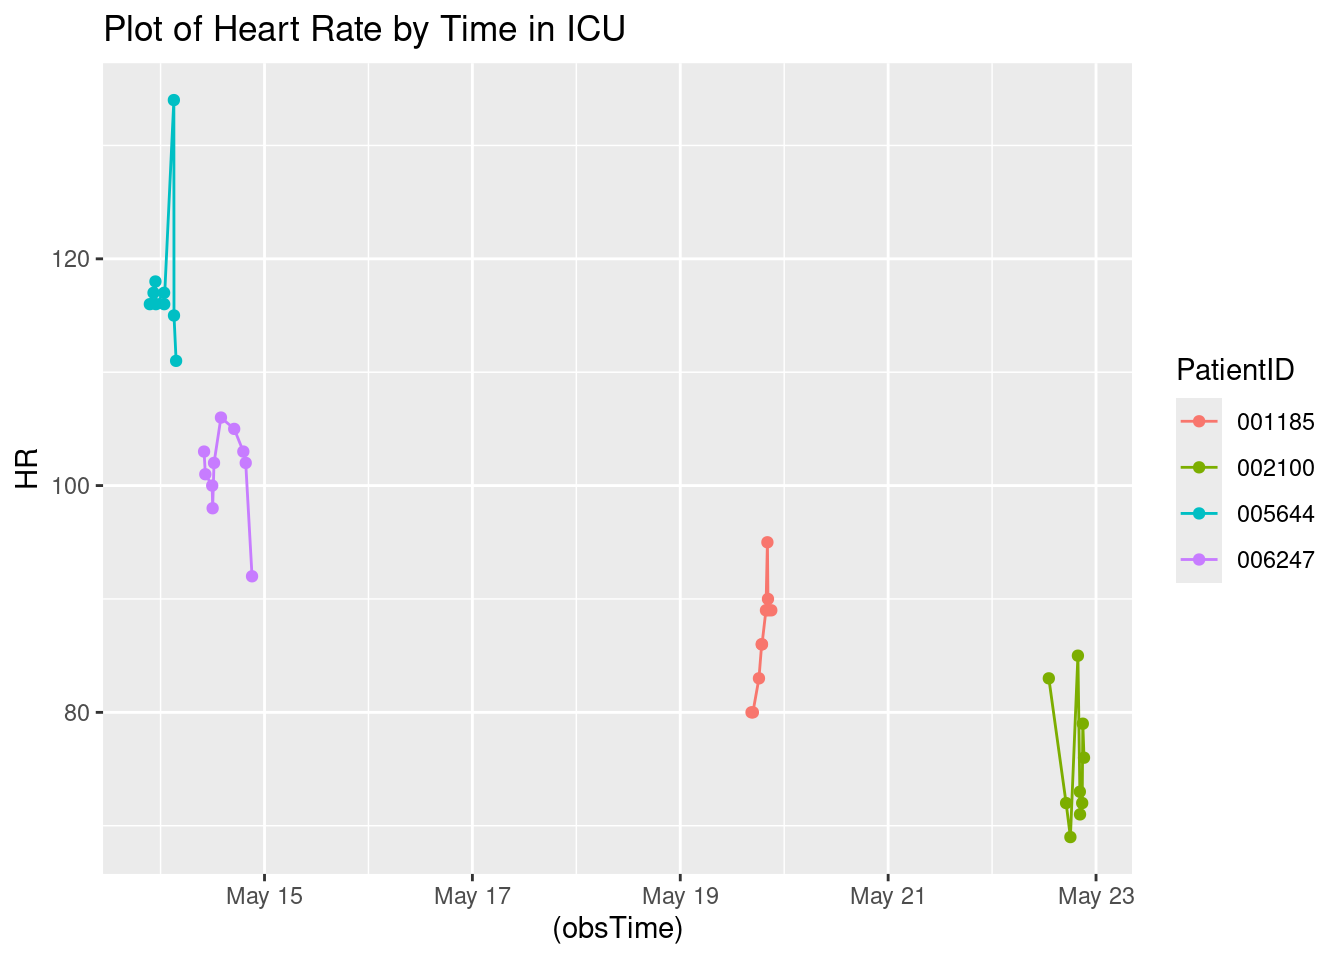 Plot of Heart Rate by Time in ICU
HR
120
100
80
May 15
May 17
May 19
May 21
May 23
(obsTime)
PatientID
001185
002100
005644
006247